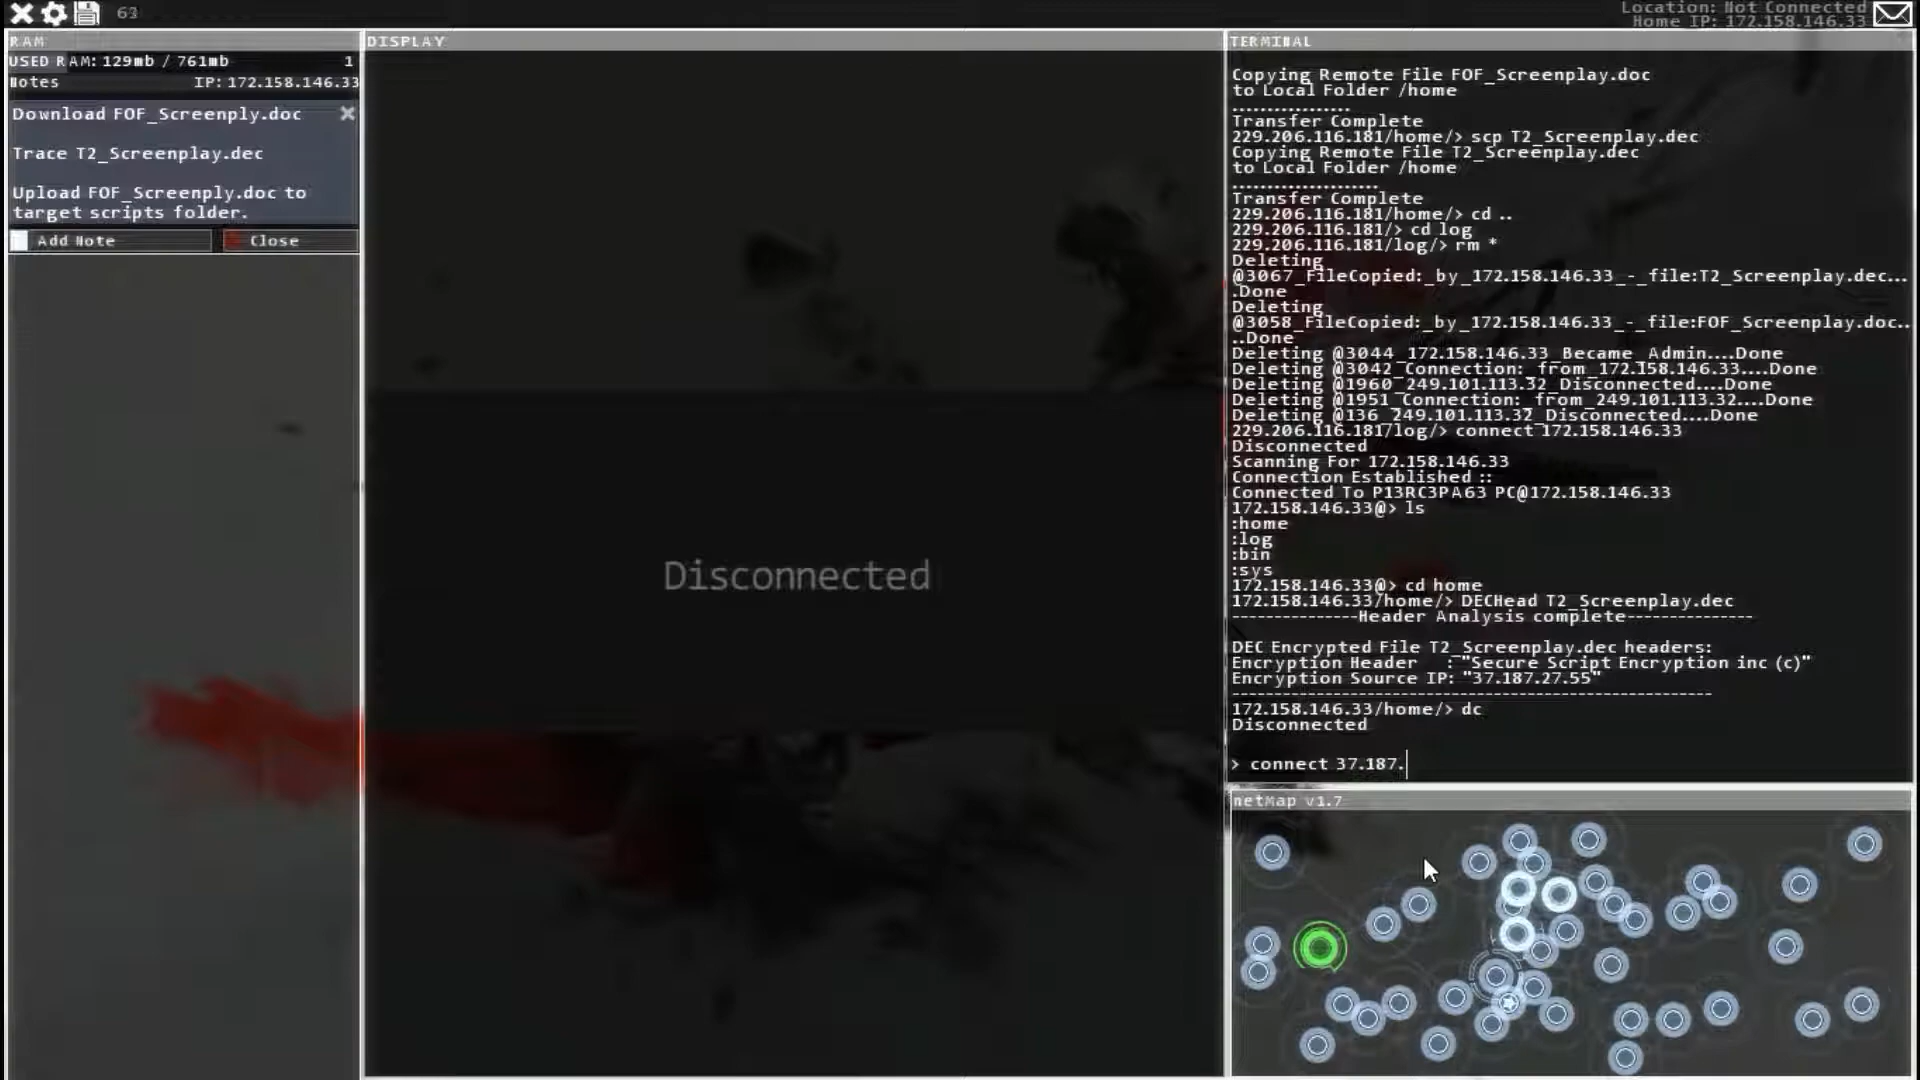 63
Location: Not Connected
Home IP: 172.158.146.33
RAM
USED RAM: 129mb / 761mb 1
Notes IP: 172.158.146.33
Download FOF_Screenply.doc
Trace T2_Screenplay.dec
Upload FOF_Screenply.doc to
target scripts folder.
Add Note Close
DISPLAY
Disconnected
TERMINAL
Copying Remote File FOF_Screenplay.doc
to Local Folder /home
.................
Transfer Complete
229.206.116.181/home/> scp T2_Screenplay.dec
Copying Remote File T2_Screenplay.dec
to Local Folder /home
.....................
Transfer Complete
229.206.116.181/home/> cd ..
229.206.116.181/> cd log
229.206.116.181/log/> rm *
Deleting
@3067_FileCopied:_by_172.158.146.33_-_file:T2_Screenplay.dec...
.Done
Deleting
@3058_FileCopied:_by_172.158.146.33_-_file:FOF_Screenplay.doc..
..Done
Deleting @3044_172.158.146.33_Became_Admin....Done
Deleting @3042_Connection:_from_172.158.146.33....Done
Deleting @1960_249.101.113.32_Disconnected....Done
Deleting @1951_Connection:_from_249.101.113.32....Done
Deleting @136_249.101.113.32_Disconnected....Done
229.206.116.181/log/> connect 172.158.146.33
Disconnected
Scanning For 172.158.146.33
Connection Established ::
Connected To P13RC3PA63 PC@172.158.146.33
172.158.146.33@> ls
:home
:log
:bin
:sys
172.158.146.33@> cd home
172.158.146.33/home/> DECHead T2_Screenplay.dec
---------------Header Analysis complete---------------
DEC Encrypted File T2_Screenplay.dec headers:
Encryption Header : "Secure Script Encryption inc (c)"
Encryption Source IP: "37.187.27.55"
---------------------------------------------------------
172.158.146.33/home/> dc
Disconnected
> connect 37.187.
netMap v1.7